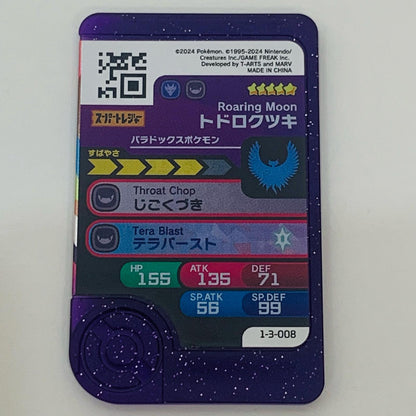 ©2024 Pokémon. ©1995-2024 Nintendo/
Creatures Inc./GAME FREAK Inc.
Developed by T-ARTS and MARV
MADE IN CHINA
スーパートレジャー
Roaring Moon
トドロクツキ
パラドックスポケモン
すばやさ
Throat Chop
じごくづき
Tera Blast
テラバースト
HP 155
ATK 135
DEF 71
SP.ATK 56
SP.DEF 99
1-3-008